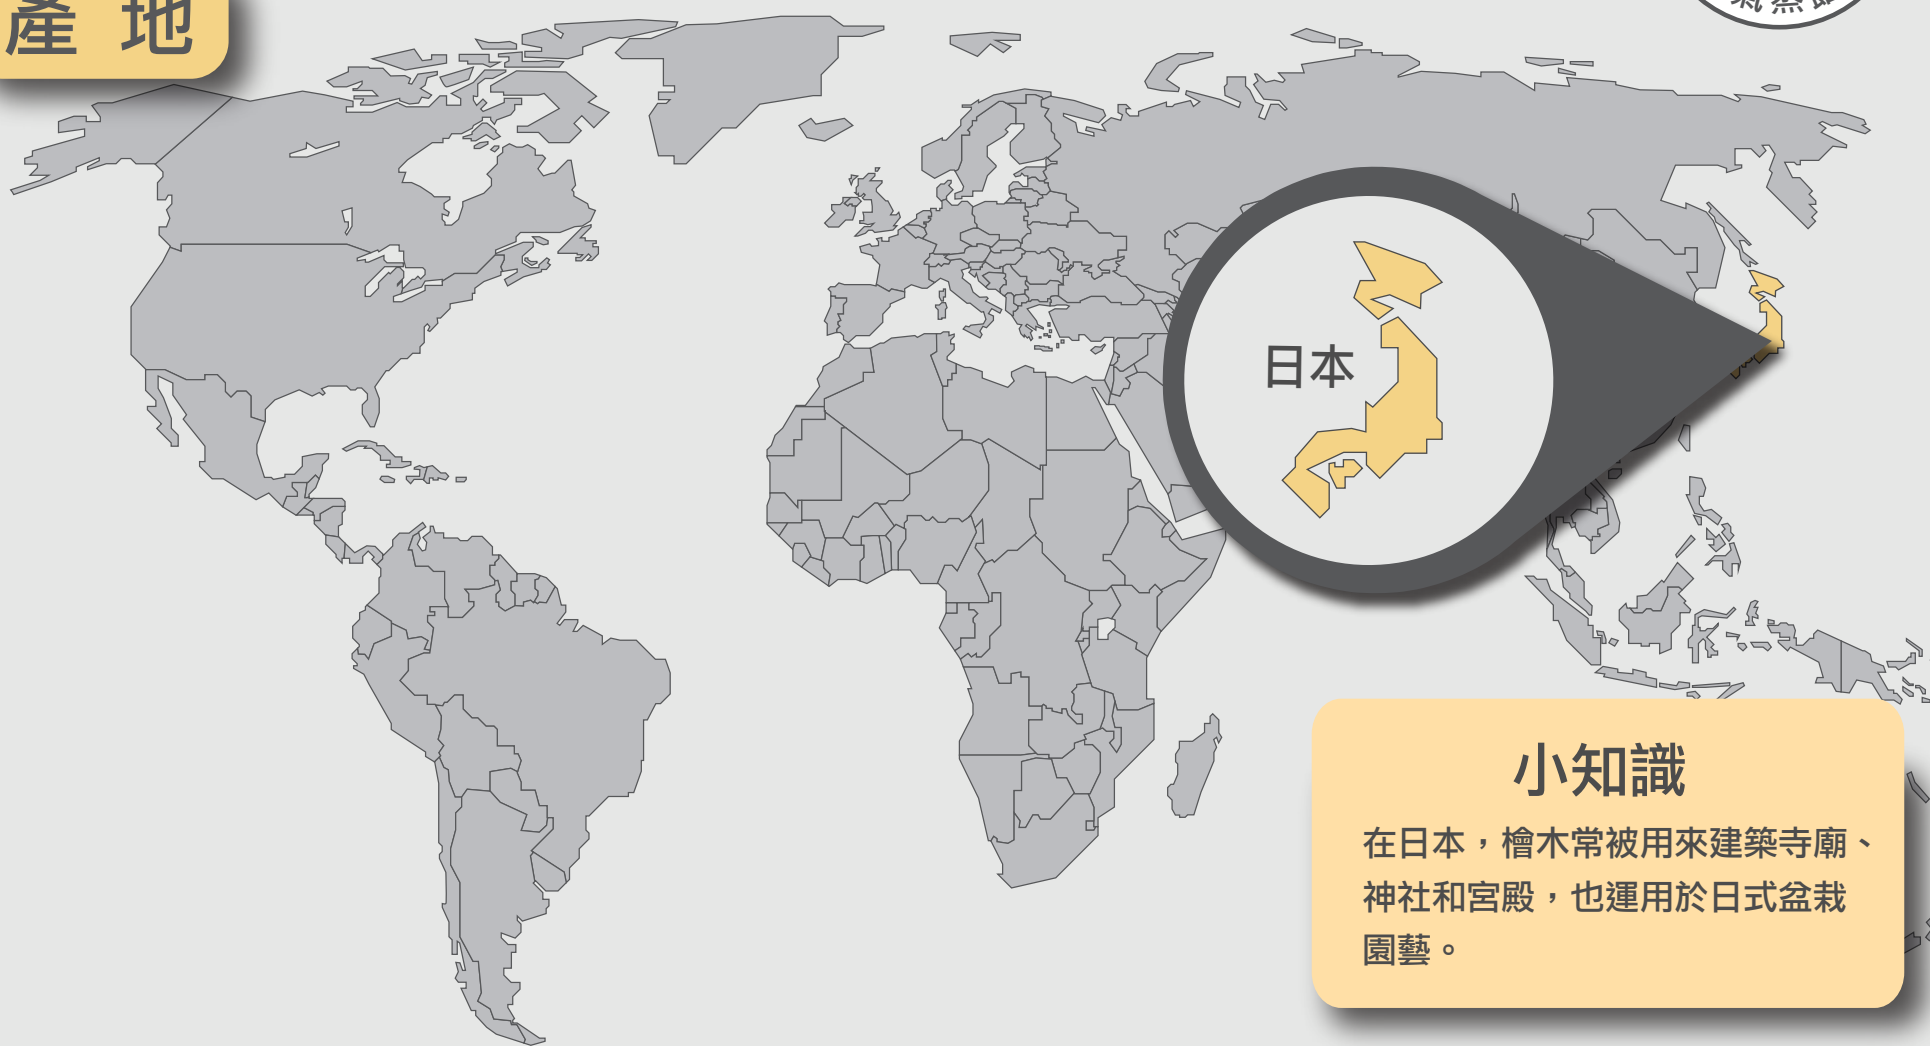 產地
日本
小知識
在日本，檜木常被用來建築寺廟、
神社和宮殿，也運用於日式盆栽
園藝。